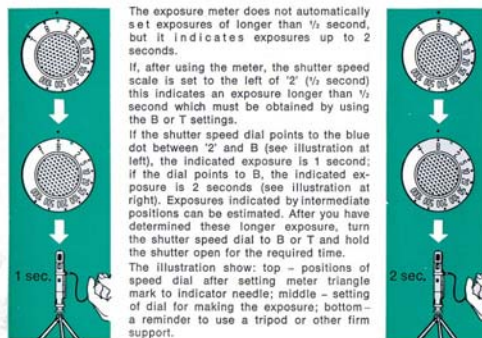 The exposure meter does not automatically
set exposures of longer than ½ second,
but it indicates exposures up to 2
seconds.
If, after using the meter, the shutter speed
scale is set to the left of '2' (½ second)
this indicates an exposure longer than ½
second which must be obtained by using
the B or T settings.
If the shutter speed dial points to the blue
dot between '2' and B (see illustration at
left), the indicated exposure is 1 second;
if the dial points to B, the indicated ex-
posure is 2 seconds (see illustration at
right). Exposures indicated by intermediate
positions can be estimated. After you have
determined these longer exposure, turn
the shutter speed dial to B or T and hold
the shutter open for the required time.
The illustration show: top – positions of
speed dial after setting meter triangle
mark to indicator needle; middle – setting
of dial for making the exposure; bottom –
a reminder to use a tripod or other firm
support.
1 sec.
2 sec.